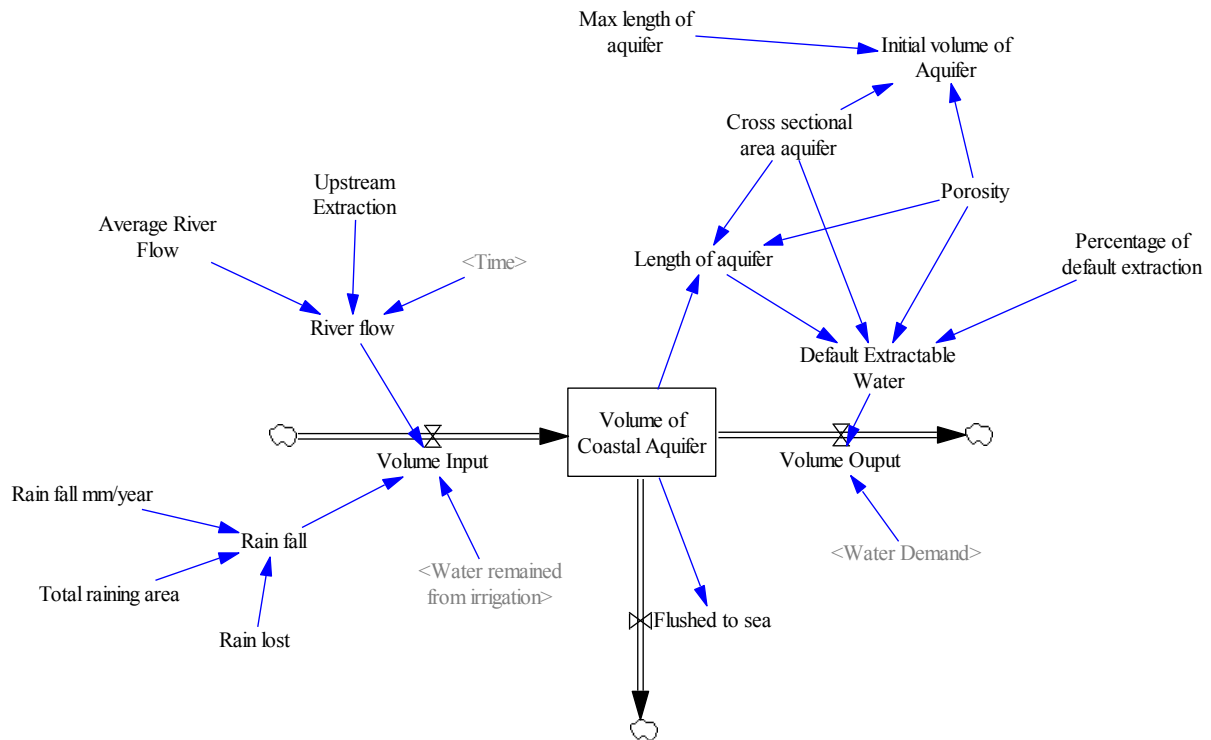 Max length of
aquifer
Initial volume of
Aquifer
Cross sectional
area aquifer
Upstream
Extraction
Porosity
Average River
Flow
<Time>
Length of aquifer
Percentage of
default extraction
River flow
Default Extractable
Water
Volume of
Coastal Aquifer
Volume Input
Volume Ouput
Rain fall mm/year
Rain fall
<Water Demand>
<Water remained
from irrigation>
Total raining area
Flushed to sea
Rain lost